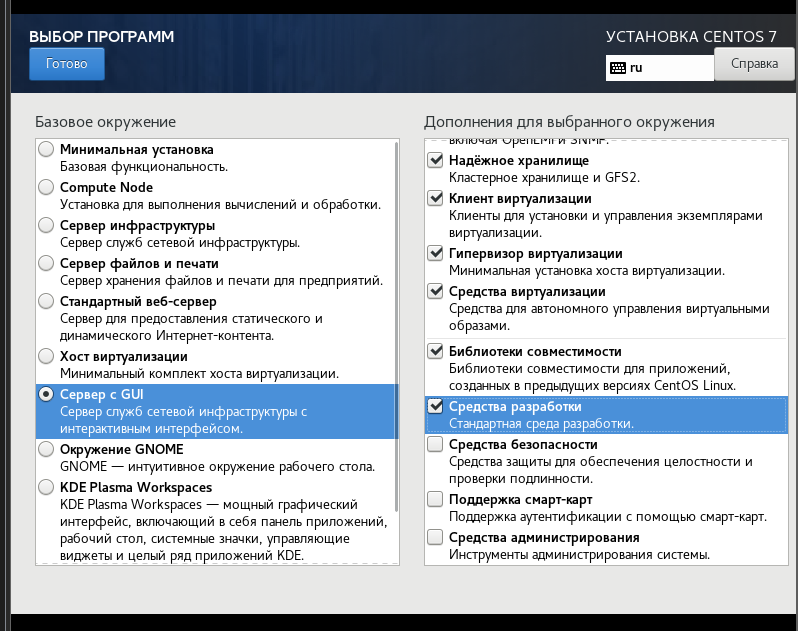 ВЫБОР ПРОГРАММ
Готово
УСТАНОВКА CENTOS 7
ru
Справка
Базовое окружение
Минимальная установка
Базовая функциональность.
Compute Node
Установка для выполнения вычислений и обработки.
Сервер инфраструктуры
Сервер служб сетевой инфраструктуры.
Сервер файлов и печати
Сервер хранения файлов и печати для предприятий.
Стандартный веб-сервер
Сервер для предоставления статического и
динамического Интернет-контента.
Хост виртуализации
Минимальный комплект хоста виртуализации.
Сервер с GUI
Сервер служб сетевой инфраструктуры с
интерактивным интерфейсом.
Окружение GNOME
GNOME — интуитивное окружение рабочего стола.
KDE Plasma Workspaces
KDE Plasma Workspaces — мощный графический
интерфейс, включающий в себя панель приложений,
рабочий стол, системные значки, управляющие
виджеты и целый ряд приложений KDE.
Дополнения для выбранного окружения
включая OpenLMI и SNMP.
Надёжное хранилище
Кластерное хранилище и GFS2.
Клиент виртуализации
Клиенты для установки и управления экземплярами
виртуализации.
Гипервизор виртуализации
Минимальная установка хоста виртуализации.
Средства виртуализации
Средства для автономного управления виртуальными
образами.
Библиотеки совместимости
Библиотеки совместимости для приложений,
созданных в предыдущих версиях CentOS Linux.
Средства разработки
Стандартная среда разработки.
Средства безопасности
Средства защиты для обеспечения целостности и
проверки подлинности.
Поддержка смарт-карт
Поддержка аутентификации с помощью смарт-карт.
Средства администрирования
Инструменты администрирования системы.